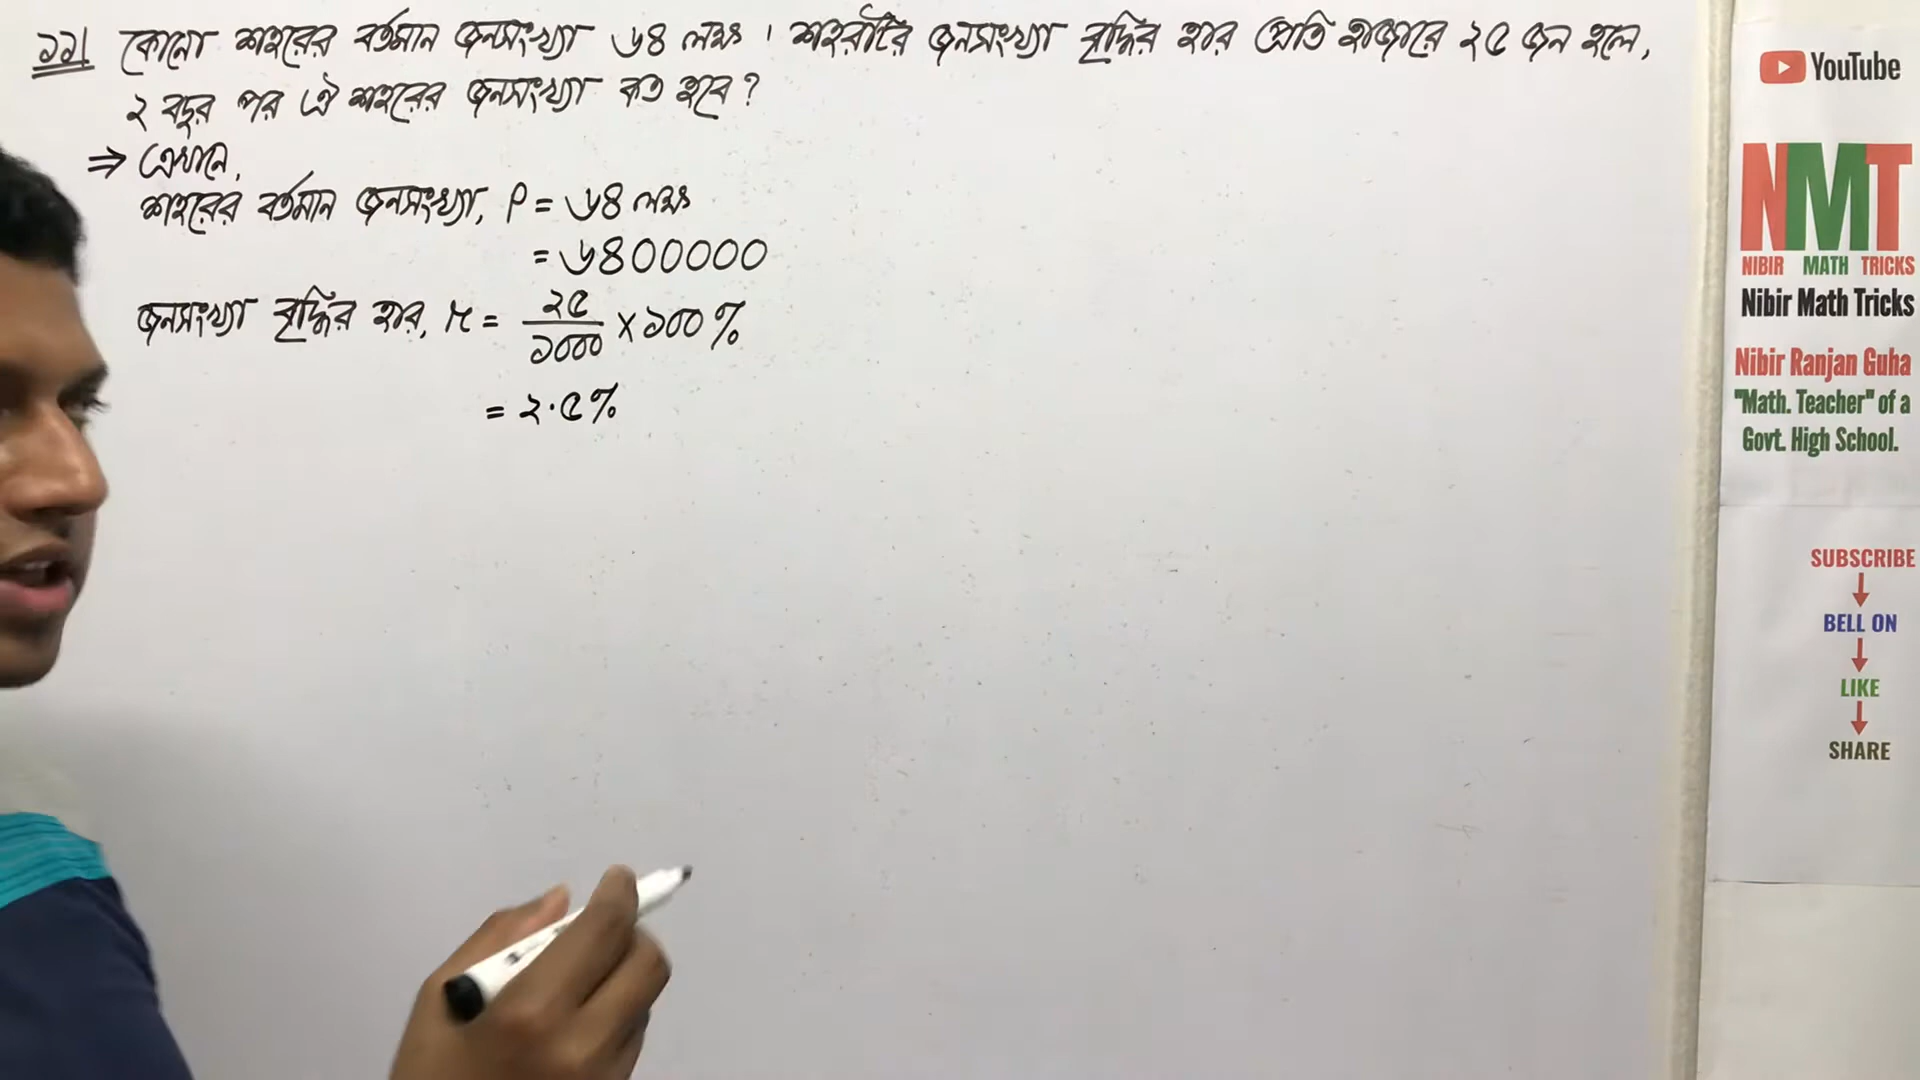 ১১। কোনো শহরের বর্তমান জনসংখ্যা ৬৪ লক্ষ । শহরটির জনসংখ্যা বৃদ্ধির হার প্রতি হাজারে ২৫ জন হলে,
২ বছর পর ঐ শহরের জনসংখ্যা কত হবে?
⇒ এখানে,
শহরের বর্তমান জনসংখ্যা, P = ৬৪ লক্ষ
= ৬৪০০০০০
জনসংখ্যা বৃদ্ধির হার, r = ২৫/১০০০ × ১০০ %
= ২.৫%
YouTube
NMT
NIBIR MATH TRICKS
Nibir Math Tricks
Nibir Ranjan Guha
"Math. Teacher" of a
Govt. High School.
SUBSCRIBE
BELL ON
LIKE
SHARE